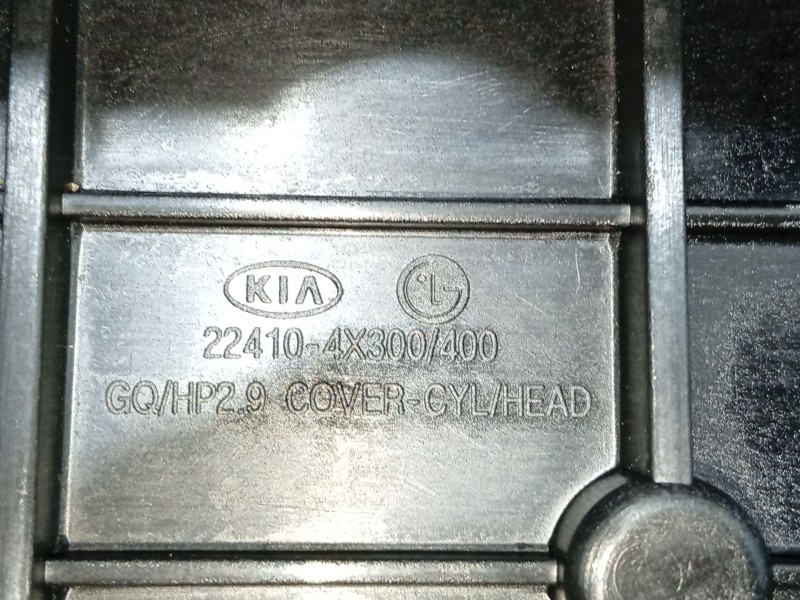 KIA LG
22410-4X300/400
GQ/HP2.9 COVER-CYL/HEAD